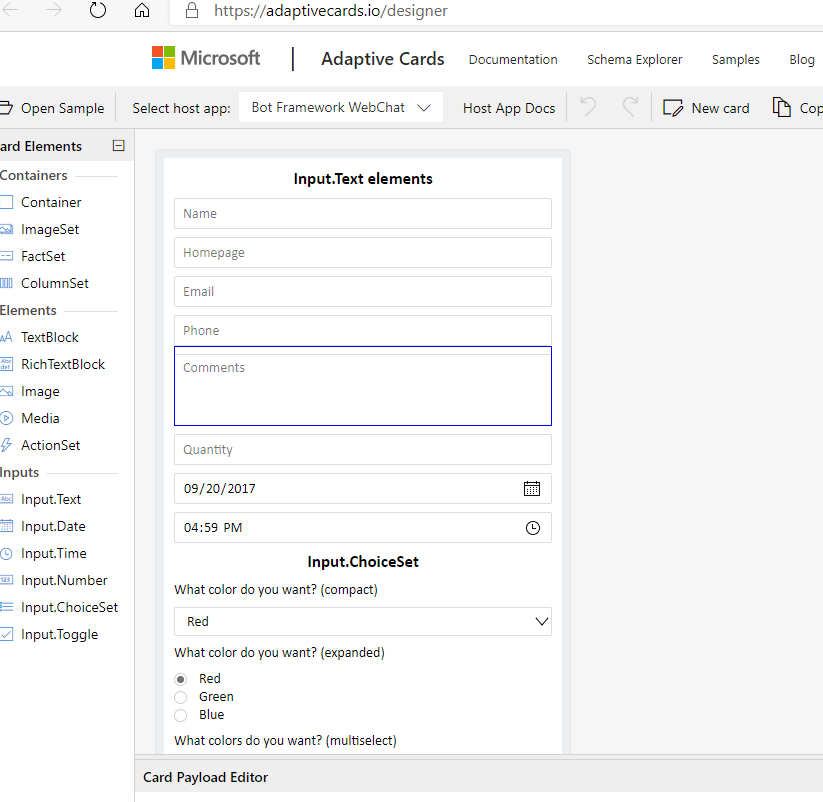 https://adaptivecards.io/designer
Microsoft
Adaptive Cards
Documentation
Schema Explorer
Samples
Blog
Open Sample
Select host app:
Bot Framework WebChat
Host App Docs
New card
Cop
ard Elements
Containers
Container
ImageSet
FactSet
ColumnSet
Elements
TextBlock
RichTextBlock
Image
Media
ActionSet
Inputs
Input.Text
Input.Date
Input.Time
Input.Number
Input.ChoiceSet
Input.Toggle
Input.Text elements
Name
Homepage
Email
Phone
Comments
Quantity
09/20/2017
04:59 PM
Input.ChoiceSet
What color do you want? (compact)
Red
What color do you want? (expanded)
Red
Green
Blue
What colors do you want? (multiselect)
Card Payload Editor